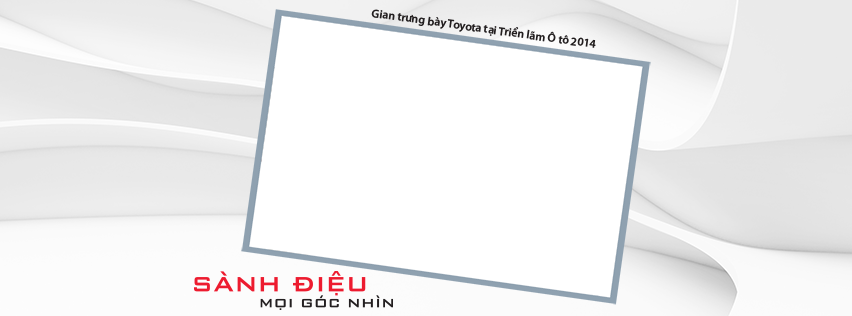 Gian trưng bày Toyota tại Triển lãm Ô tô 2014
SÀNH ĐIỆU
MỌI GÓC NHÌN